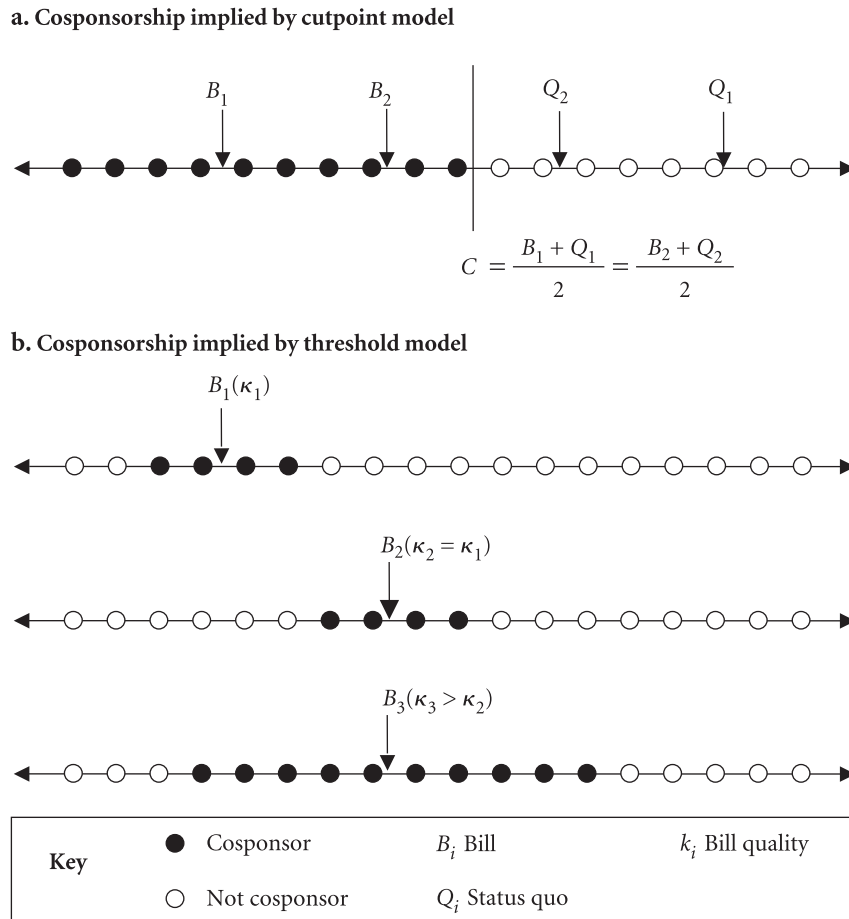 a. Cosponsorship implied by cutpoint model
B1 B2 Q2 Q1
C = B1 + Q1 / 2 = B2 + Q2 / 2
b. Cosponsorship implied by threshold model
B1(κ1)
B2(κ2 = κ1)
B3(κ3 > κ2)
Key
Cosponsor Bi Bill ki Bill quality
Not cosponsor Qi Status quo